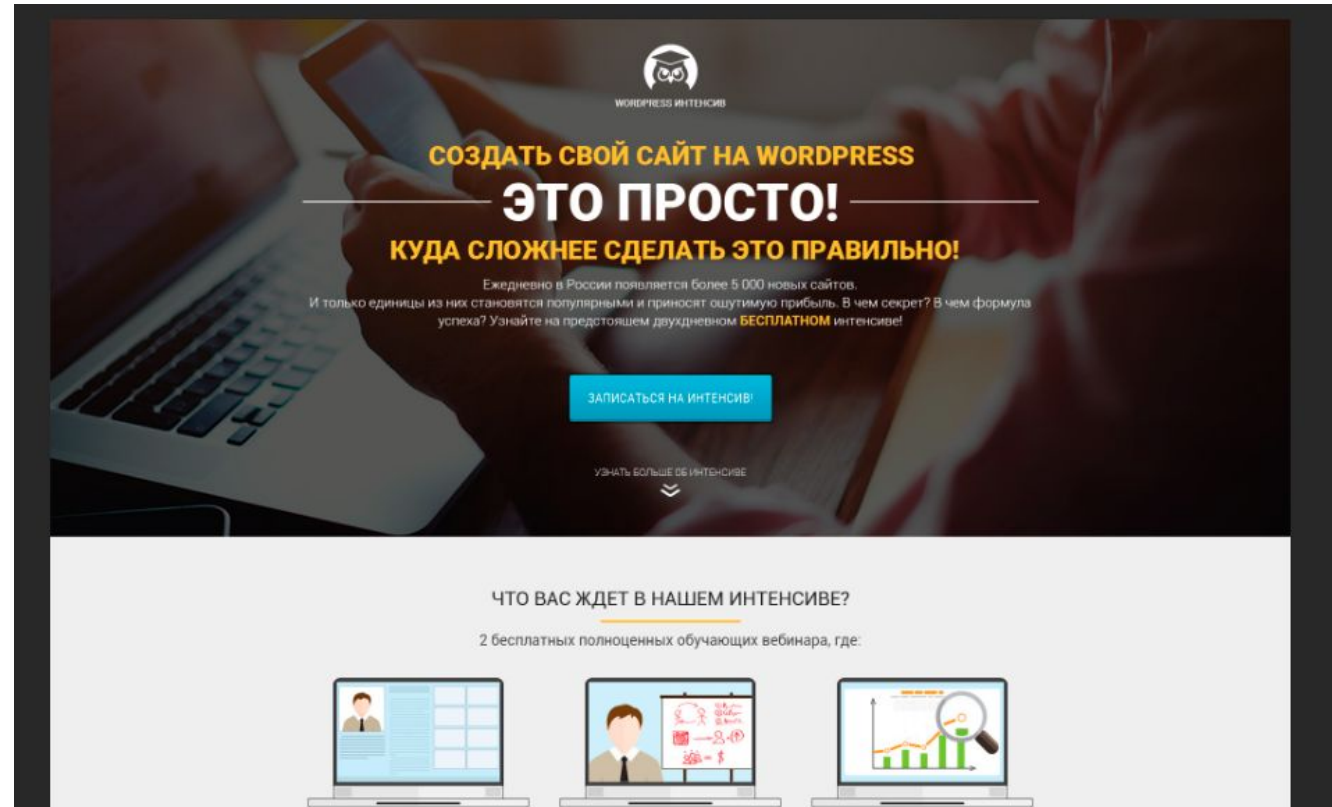 WORDPRESS ИНТЕНСИВ
СОЗДАТЬ СВОЙ САЙТ НА WORDPRESS
ЭТО ПРОСТО!
КУДА СЛОЖНЕЕ СДЕЛАТЬ ЭТО ПРАВИЛЬНО!
Ежедневно в России появляется более 5 000 новых сайтов.
И только единицы из них становятся популярными и приносят ощутимую прибыль. В чем секрет? В чем формула
успеха? Узнайте на предстоящем двухдневном БЕСПЛАТНОМ интенсиве!
ЗАПИСАТЬСЯ НА ИНТЕНСИВ!
УЗНАТЬ БОЛЬШЕ ОБ ИНТЕНСИВЕ
ЧТО ВАС ЖДЕТ В НАШЕМ ИНТЕНСИВЕ?
2 бесплатных полноценных обучающих вебинара, где: